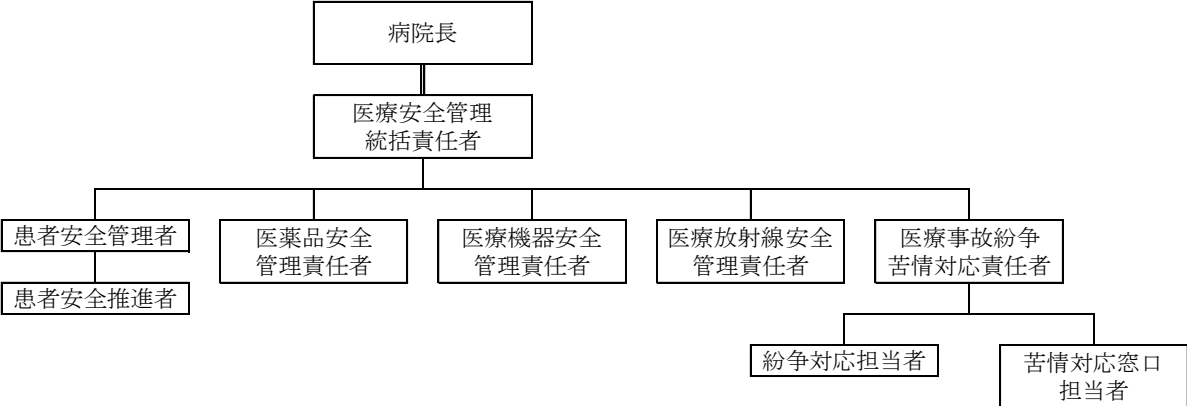 病院長
医療安全管理
統括責任者
患者安全管理者
医薬品安全
管理責任者
医療機器安全
管理責任者
医療放射線安全
管理責任者
医療事故紛争
苦情対応責任者
患者安全推進者
紛争対応担当者
苦情対応窓口
担当者